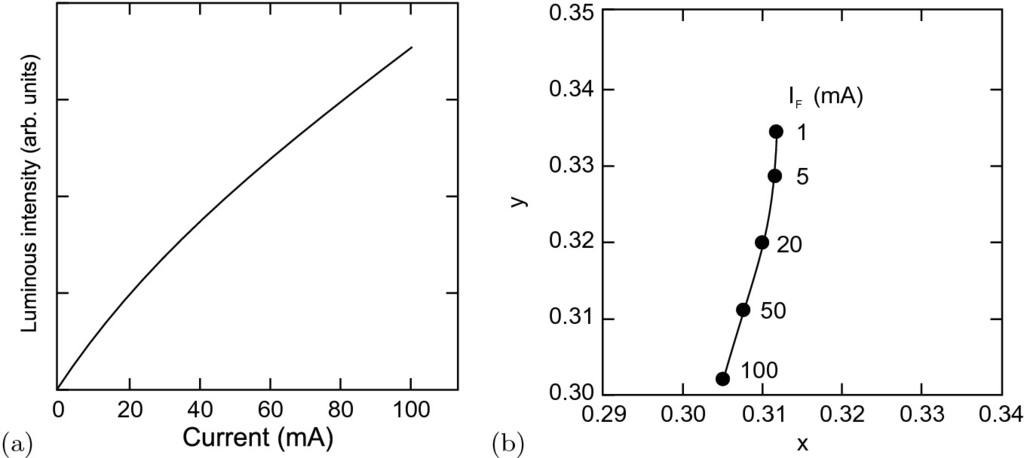 Luminous intensity (arb. units)
0 20 40 60 80 100
Current (mA)
(a)
0.35
0.34
0.33
0.32
0.31
0.30
y
I_F (mA)
1
5
20
50
100
0.29 0.30 0.31 0.32 0.33 0.34
x
(b)